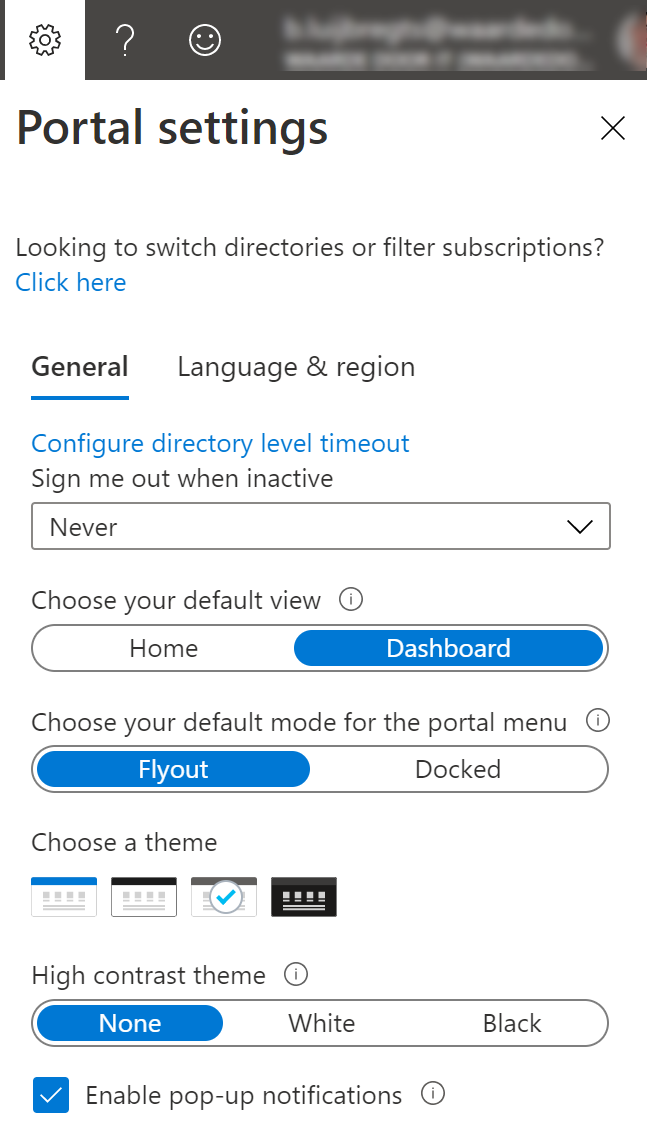 Portal settings
Looking to switch directories or filter subscriptions?
Click here
General Language & region
Configure directory level timeout
Sign me out when inactive
Never
Choose your default view
Home Dashboard
Choose your default mode for the portal menu
Flyout Docked
Choose a theme
High contrast theme
None White Black
Enable pop-up notifications